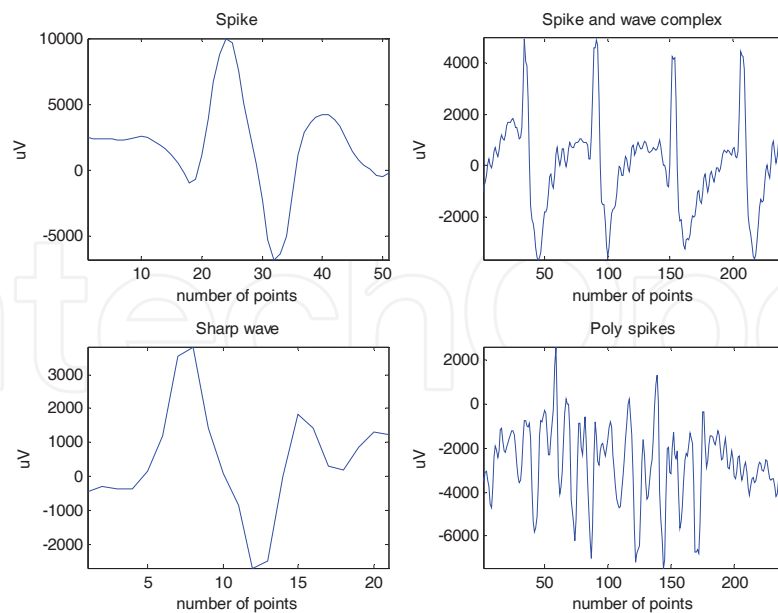 Spike
10000
5000
0
-5000
uV
10 20 30 40 50
number of points
Spike and wave complex
4000
2000
0
-2000
uV
50 100 150 200
number of points
Sharp wave
3000
2000
1000
0
-1000
-2000
uV
5 10 15 20
number of points
Poly spikes
2000
0
-2000
-4000
-6000
uV
50 100 150 200
number of points